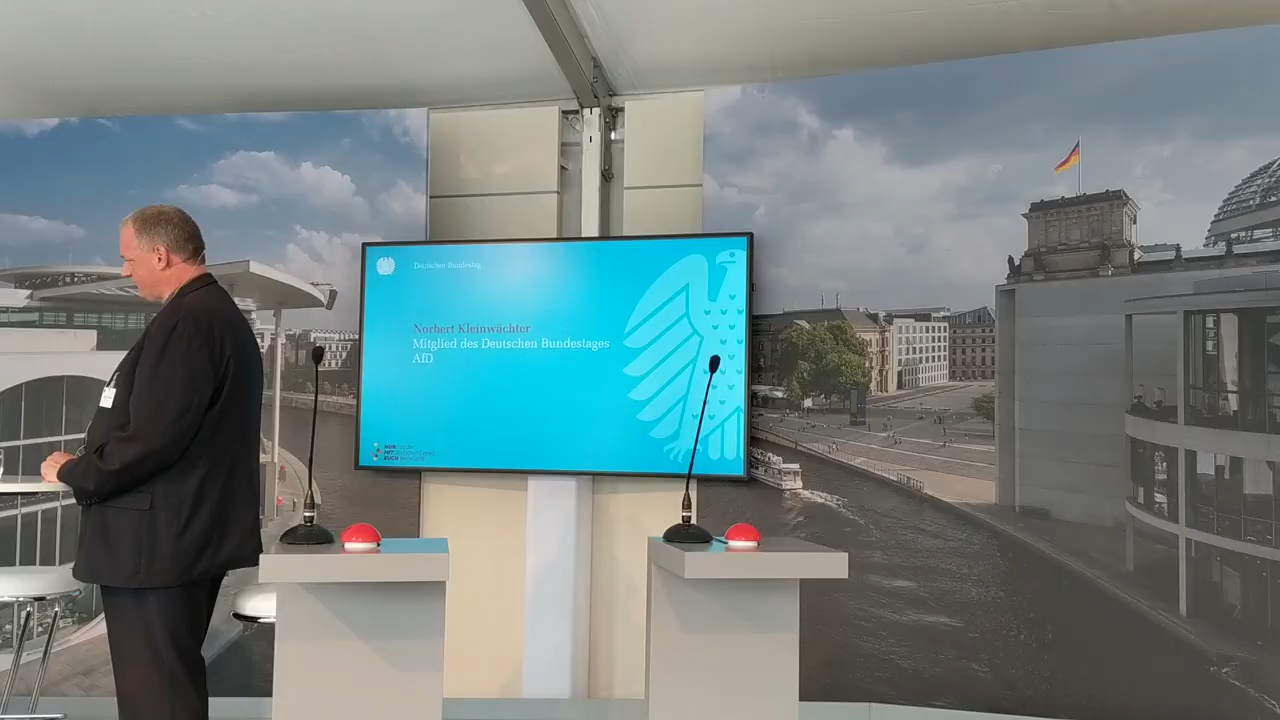 Deutscher Bundestag
Norbert Kleinwächter
Mitglied des Deutschen Bundestages
AfD